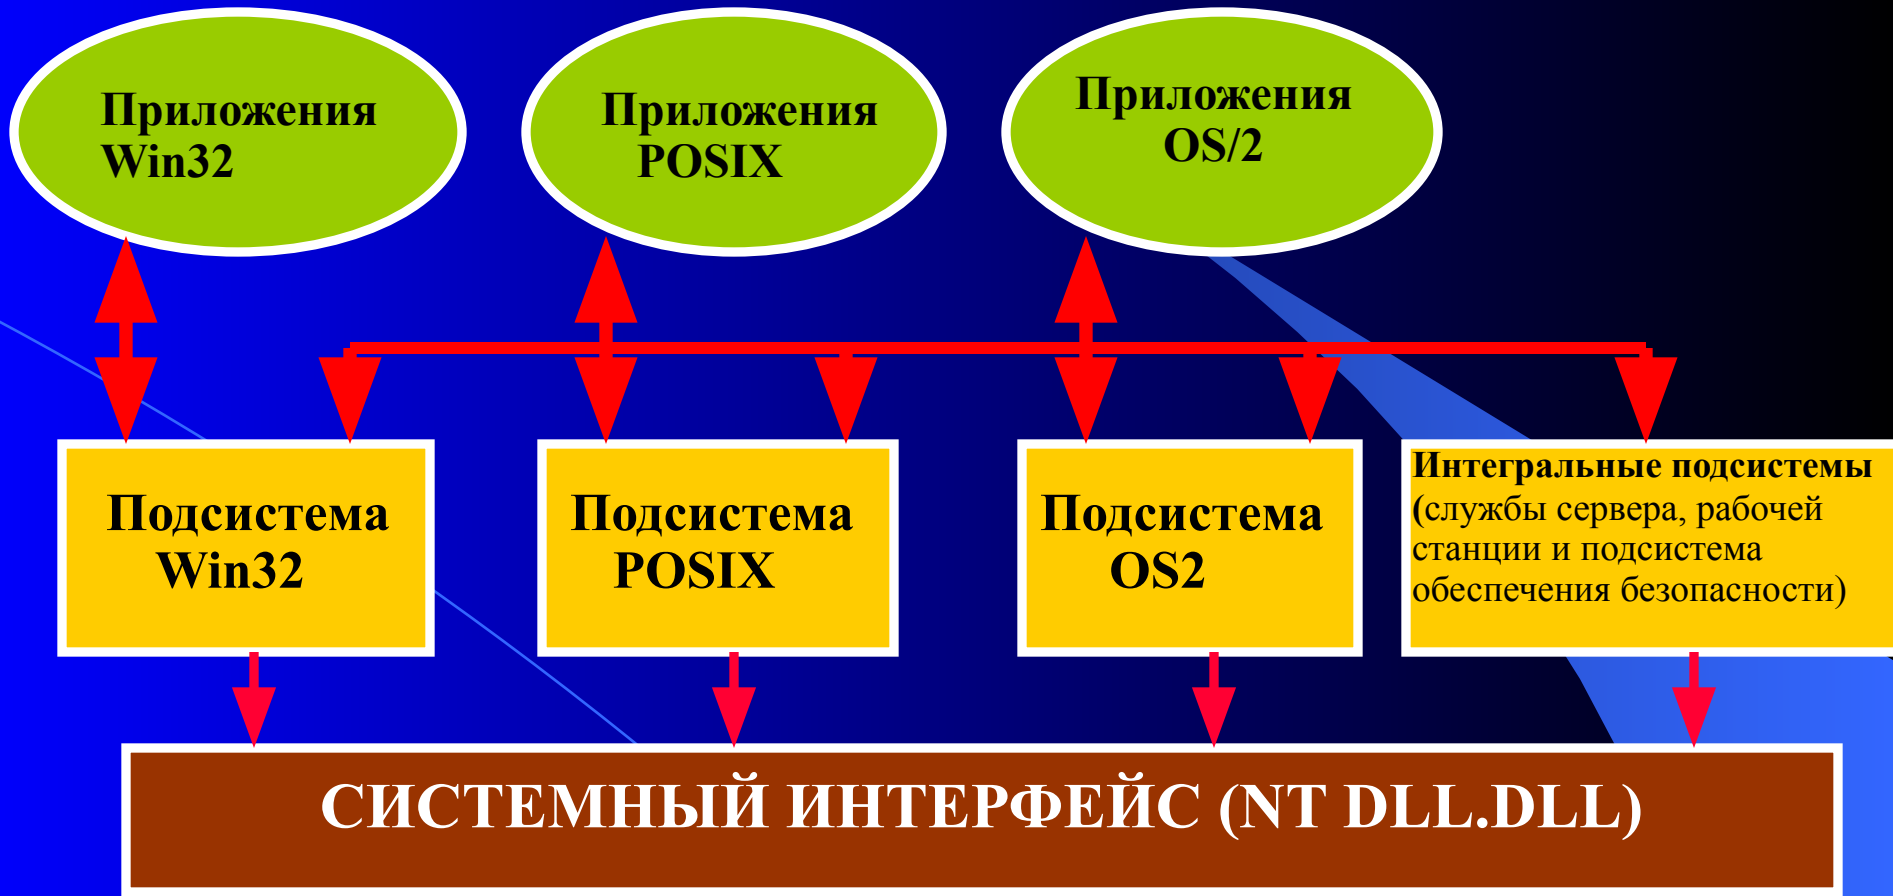 Приложения
Win32
Приложения
POSIX
Приложения
OS/2
Подсистема
Win32
Подсистема
POSIX
Подсистема
OS2
Интегральные подсистемы
(службы сервера, рабочей
станции и подсистема
обеспечения безопасности)
СИСТЕМНЫЙ ИНТЕРФЕЙС (NT DLL.DLL)